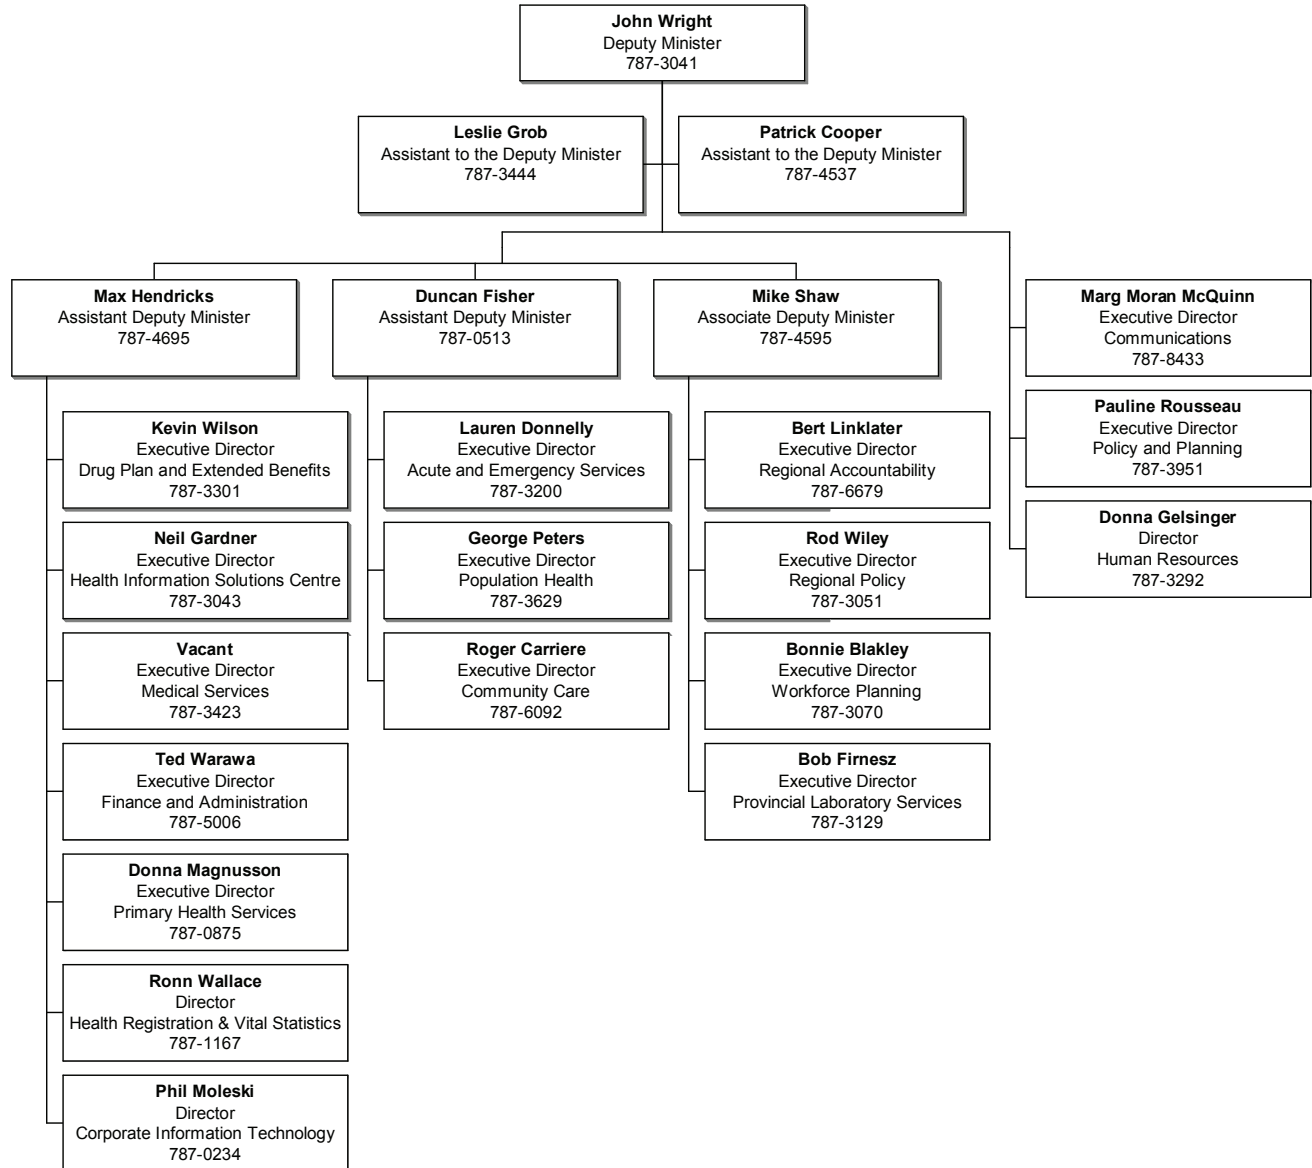 John Wright
Deputy Minister
787-3041
Leslie Grob
Assistant to the Deputy Minister
787-3444
Patrick Cooper
Assistant to the Deputy Minister
787-4537
Max Hendricks
Assistant Deputy Minister
787-4695
Kevin Wilson
Executive Director
Drug Plan and Extended Benefits
787-3301
Neil Gardner
Executive Director
Health Information Solutions Centre
787-3043
Vacant
Executive Director
Medical Services
787-3423
Ted Warawa
Executive Director
Finance and Administration
787-5006
Donna Magnusson
Executive Director
Primary Health Services
787-0875
Ronn Wallace
Director
Health Registration & Vital Statistics
787-1167
Phil Moleski
Director
Corporate Information Technology
787-0234
Duncan Fisher
Assistant Deputy Minister
787-0513
Lauren Donnelly
Executive Director
Acute and Emergency Services
787-3200
George Peters
Executive Director
Population Health
787-3629
Roger Carriere
Executive Director
Community Care
787-6092
Mike Shaw
Associate Deputy Minister
787-4595
Bert Linklater
Executive Director
Regional Accountability
787-6679
Rod Wiley
Executive Director
Regional Policy
787-3051
Bonnie Blakley
Executive Director
Workforce Planning
787-3070
Bob Firnesz
Executive Director
Provincial Laboratory Services
787-3129
Marg Moran McQuinn
Executive Director
Communications
787-8433
Pauline Rousseau
Executive Director
Policy and Planning
787-3951
Donna Gelsinger
Director
Human Resources
787-3292